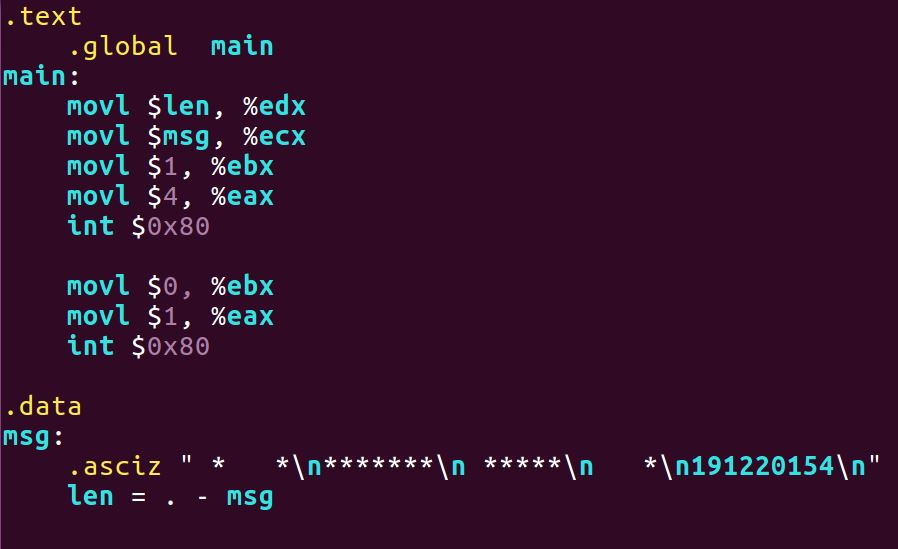 .text
    .global  main
main:
    movl $len, %edx
    movl $msg, %ecx
    movl $1, %ebx
    movl $4, %eax
    int $0x80

    movl $0, %ebx
    movl $1, %eax
    int $0x80

.data
msg:
    .asciz " *   *\n*******\n *****\n   *\n191220154\n"
    len = . - msg